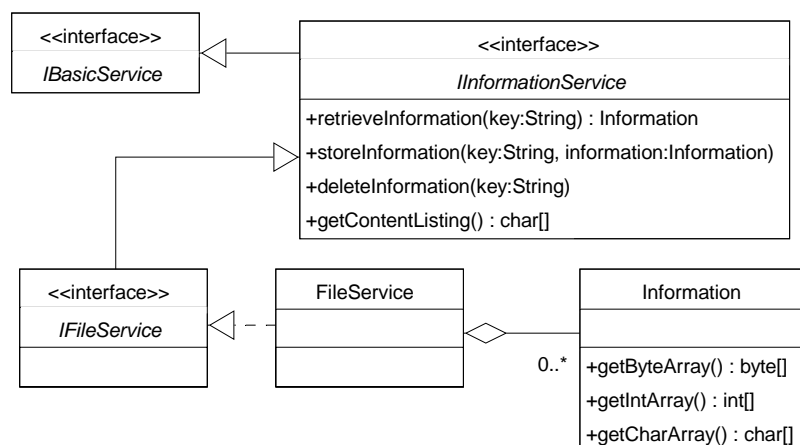 <<interface>>
IBasicService
<<interface>>
IInformationService
+retrieveInformation(key:String) : Information
+storeInformation(key:String, information:Information)
+deleteInformation(key:String)
+getContentListing() : char[]
<<interface>>
IFileService
FileService
Information
0..*
+getByteArray() : byte[]
+getIntArray() : int[]
+getCharArray() : char[]